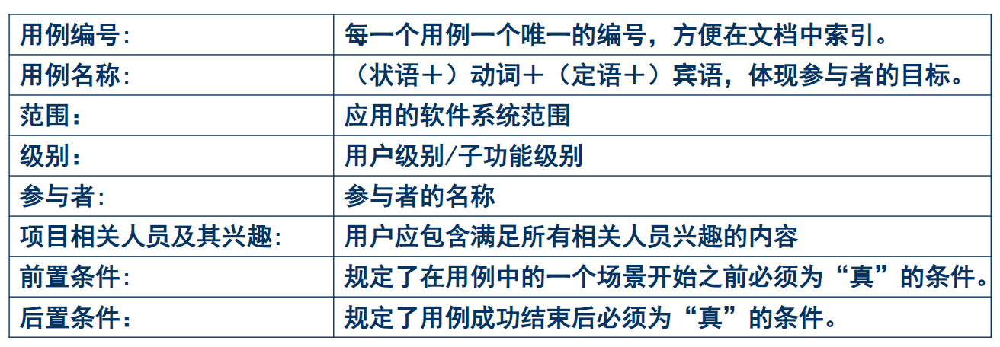 用例编号: 每一个用例一个唯一的编号，方便在文档中索引。
用例名称: （状语＋）动词＋（定语＋）宾语，体现参与者的目标。
范围： 应用的软件系统范围
级别： 用户级别/子功能级别
参与者: 参与者的名称
项目相关人员及其兴趣: 用户应包含满足所有相关人员兴趣的内容
前置条件: 规定了在用例中的一个场景开始之前必须为“真”的条件。
后置条件： 规定了用例成功结束后必须为“真”的条件。